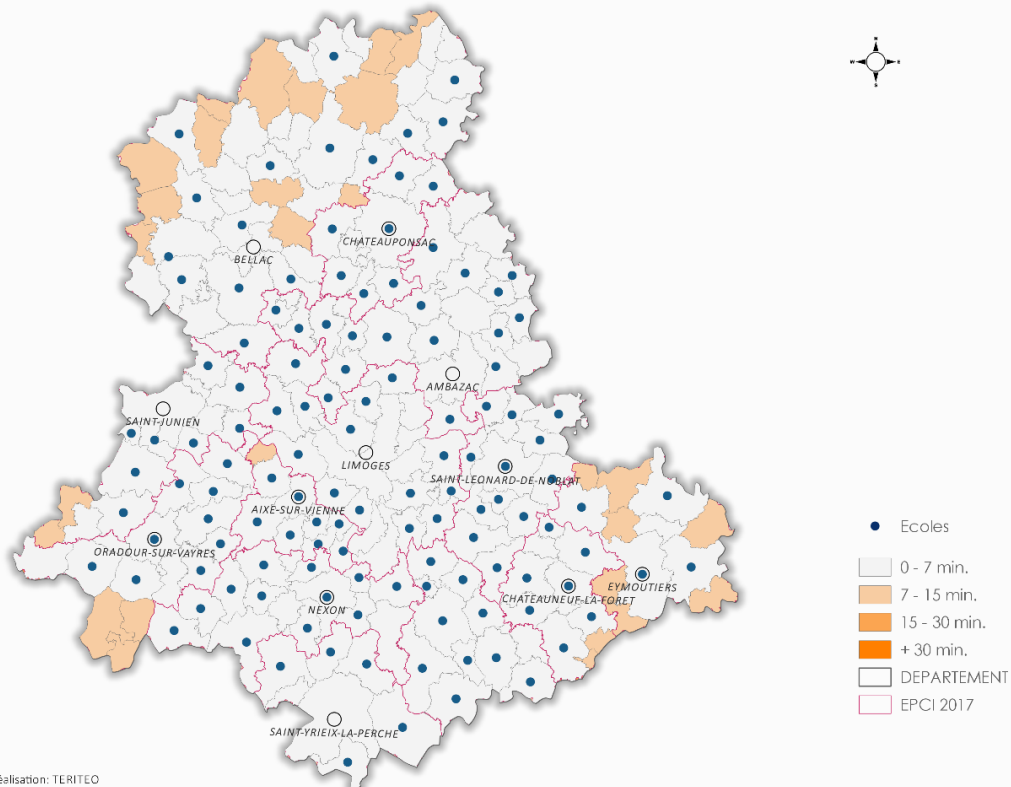 N
W E
S
CHATEAUPONSAC
BELLAC
AMBAZAC
SAINT-JUNIEN
LIMOGES
SAINT-LEONARD-DE-NOBLAT
AIXE-SUR-VIENNE
ORADOUR-SUR-VAYRES
EYMOUTIERS
CHATEAUNEUF-LA-FORET
NEXON
SAINT-YRIEIX-LA-PERCHE
Ecoles
0 - 7 min.
7 - 15 min.
15 - 30 min.
+ 30 min.
DEPARTEMENT
EPCI 2017
éalisation: TERITEO